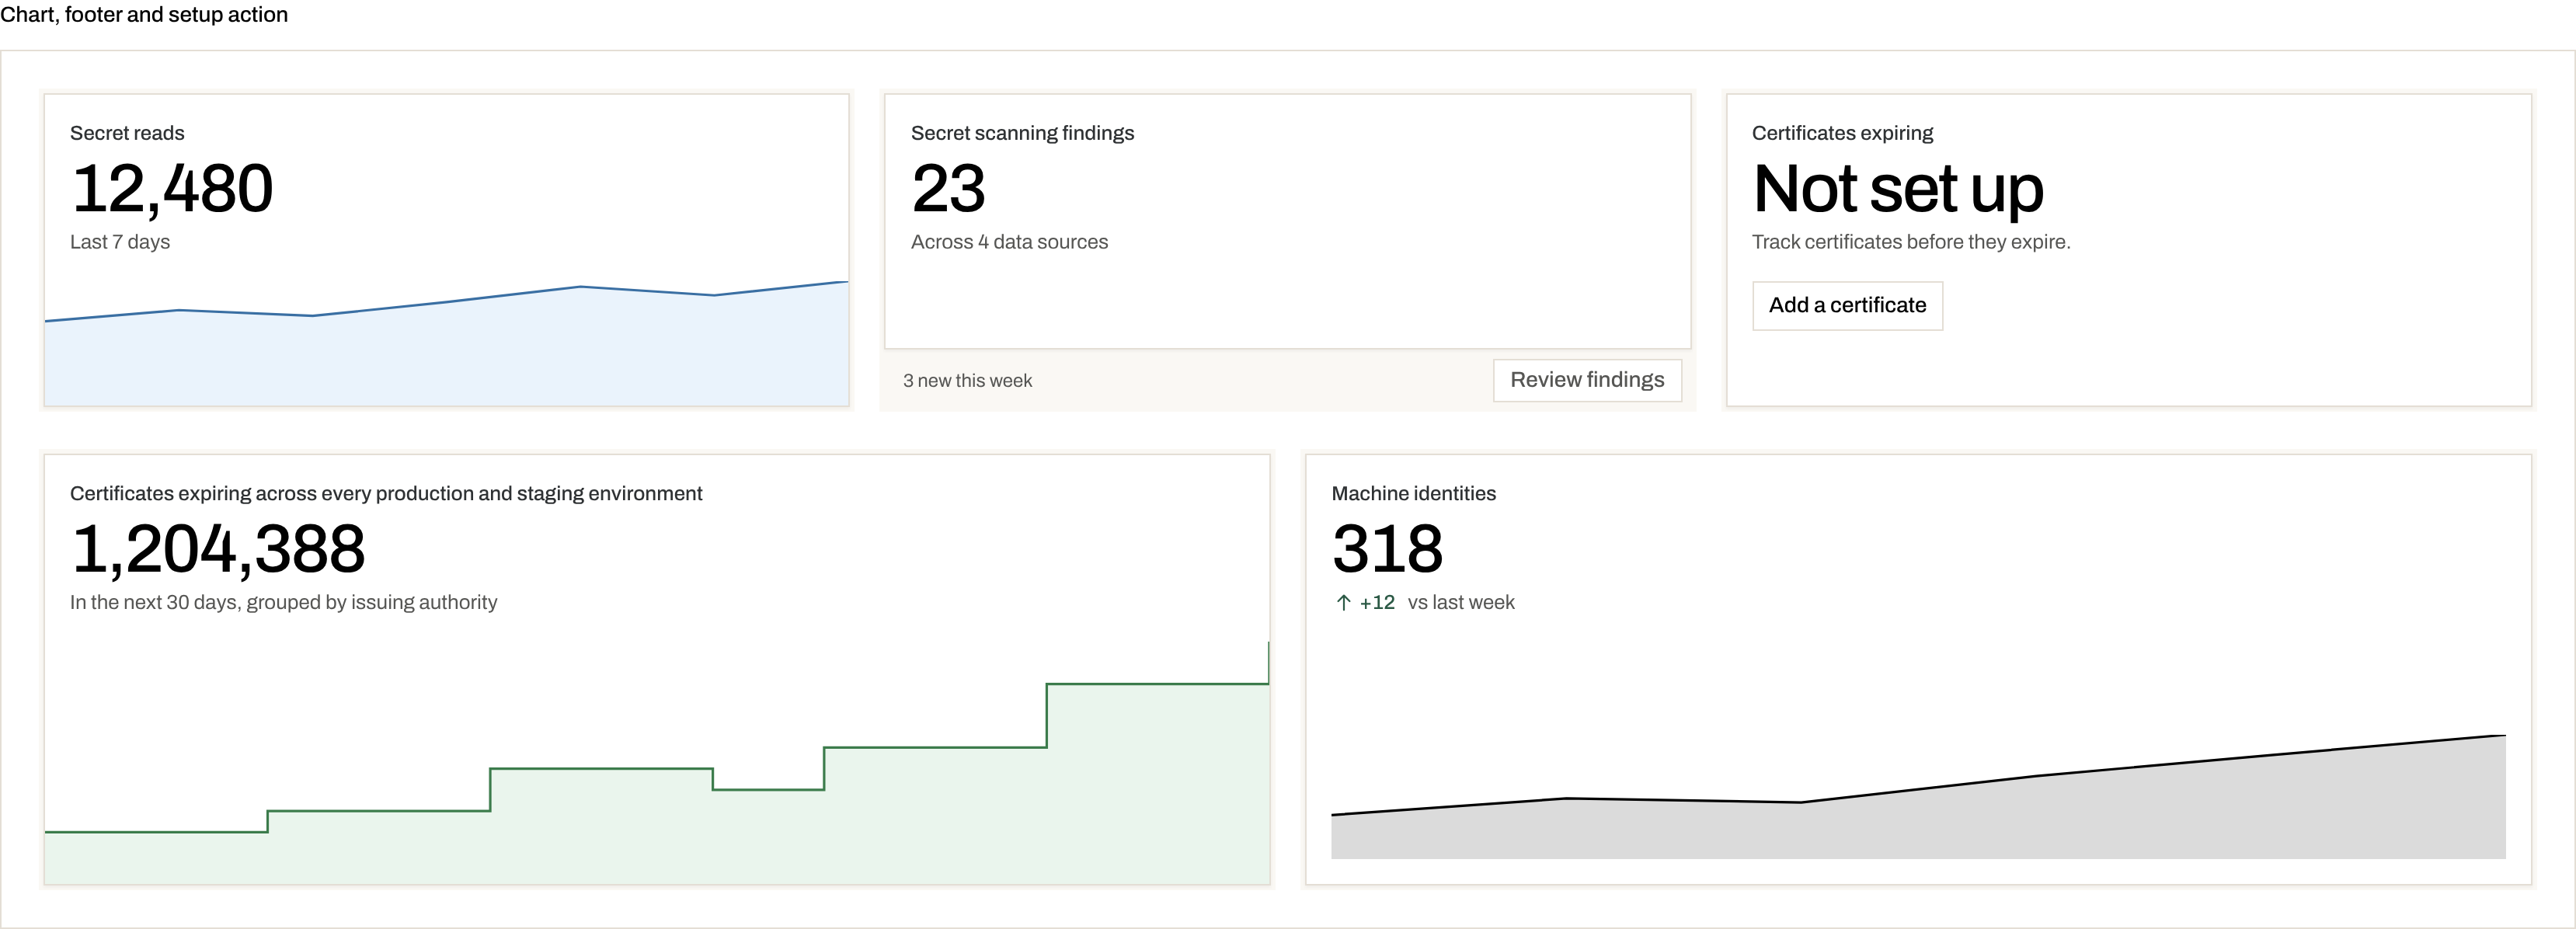 Chart, footer and setup action
Secret reads
12,480
Last 7 days
Secret scanning findings
23
Across 4 data sources
3 new this week
Review findings
Certificates expiring
Not set up
Track certificates before they expire.
Add a certificate
Certificates expiring across every production and staging environment
1,204,388
In the next 30 days, grouped by issuing authority
Machine identities
318
↑ +12 vs last week